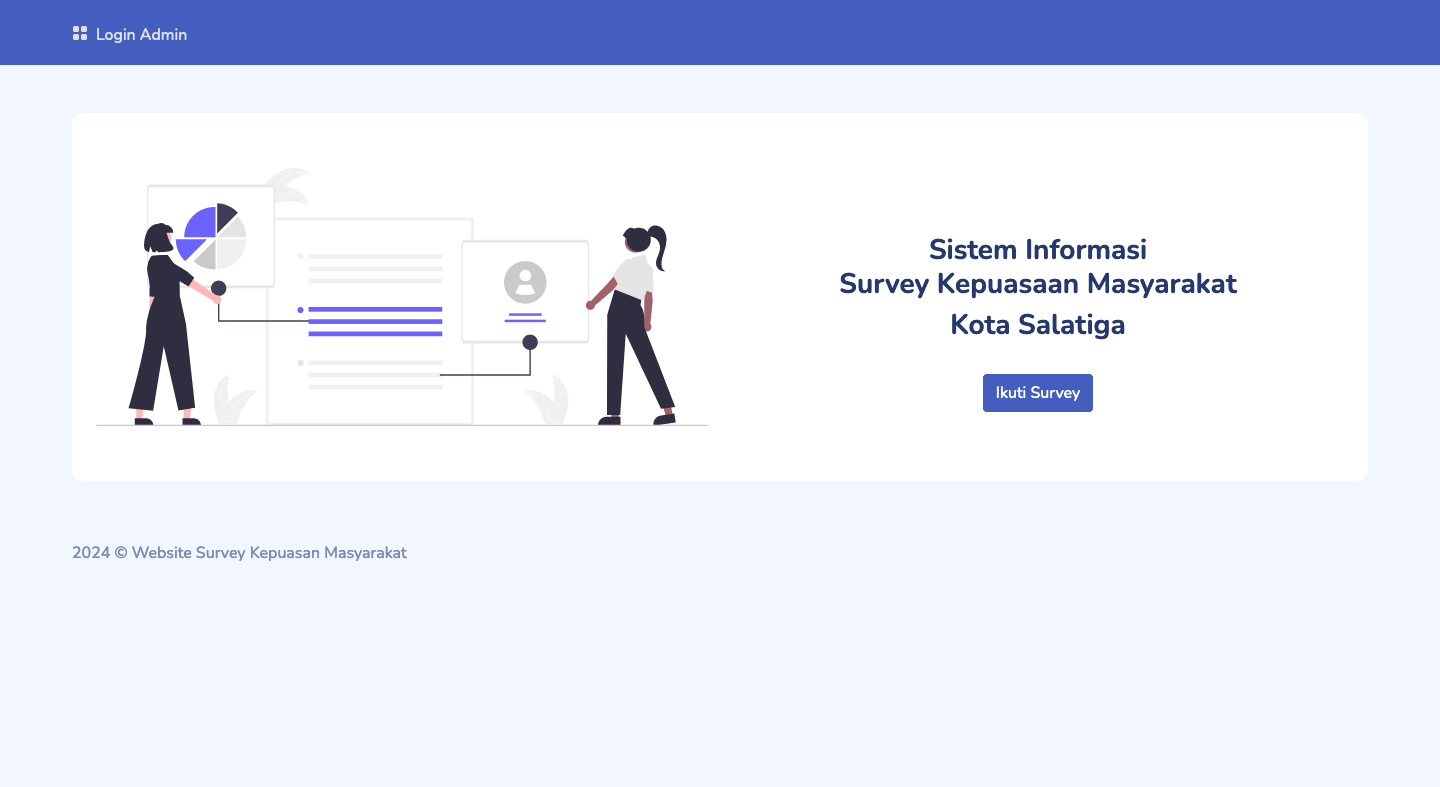 Login Admin
Sistem Informasi
Survey Kepuasaan Masyarakat
Kota Salatiga
Ikuti Survey
2024 © Website Survey Kepuasan Masyarakat